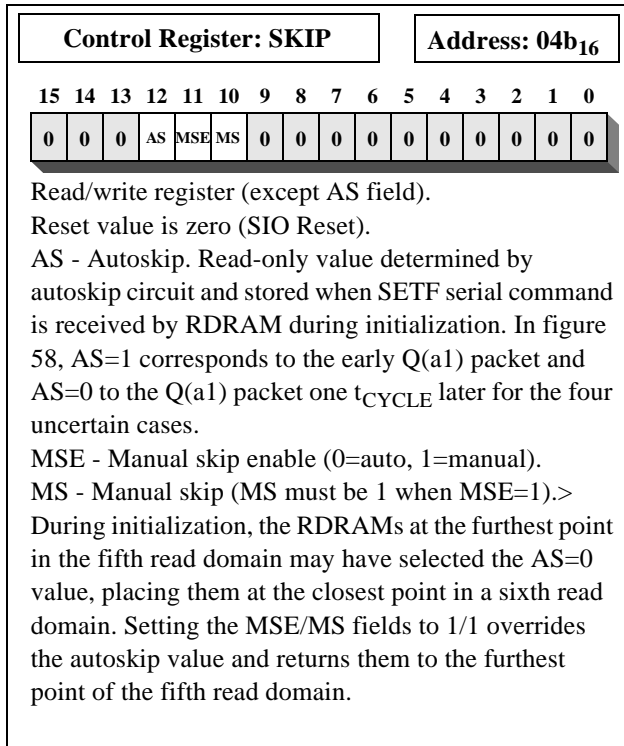 Control Register: SKIP
Address: 04b16
15 14 13 12 11 10 9 8 7 6 5 4 3 2 1 0
0 0 0 AS MSE MS 0 0 0 0 0 0 0 0 0 0
Read/write register (except AS field).
Reset value is zero (SIO Reset).
AS - Autoskip. Read-only value determined by
autoskip circuit and stored when SETF serial command
is received by RDRAM during initialization. In figure
58, AS=1 corresponds to the early Q(a1) packet and
AS=0 to the Q(a1) packet one tCYCLE later for the four
uncertain cases.
MSE - Manual skip enable (0=auto, 1=manual).
MS - Manual skip (MS must be 1 when MSE=1).>
During initialization, the RDRAMs at the furthest point
in the fifth read domain may have selected the AS=0
value, placing them at the closest point in a sixth read
domain. Setting the MSE/MS fields to 1/1 overrides
the autoskip value and returns them to the furthest
point of the fifth read domain.